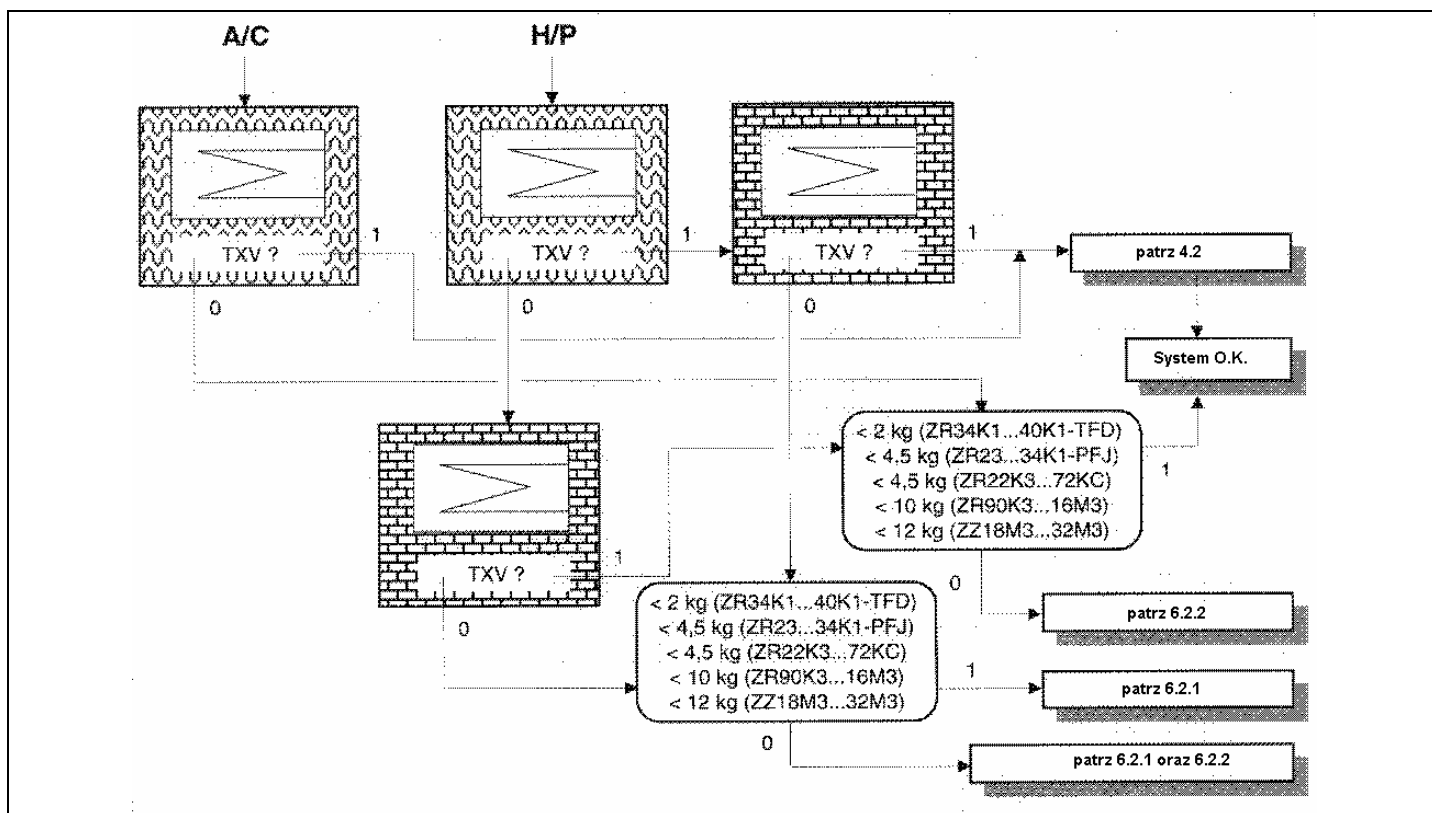 A/C
H/P
TXV ?
1
TXV ?
1
TXV ?
1
patrz 4.2
0
0
0
System O.K.
< 2 kg (ZR34K1...40K1-TFD)
< 4,5 kg (ZR23...34K1-PFJ)
< 4,5 kg (ZR22K3...72KC)
< 10 kg (ZR90K3...16M3)
< 12 kg (ZZ18M3...32M3)
1
TXV ?
1
0
0
patrz 6.2.2
< 2 kg (ZR34K1...40K1-TFD)
< 4,5 kg (ZR23...34K1-PFJ)
< 4,5 kg (ZR22K3...72KC)
< 10 kg (ZR90K3...16M3)
< 12 kg (ZZ18M3...32M3)
1
patrz 6.2.1
0
patrz 6.2.1 oraz 6.2.2